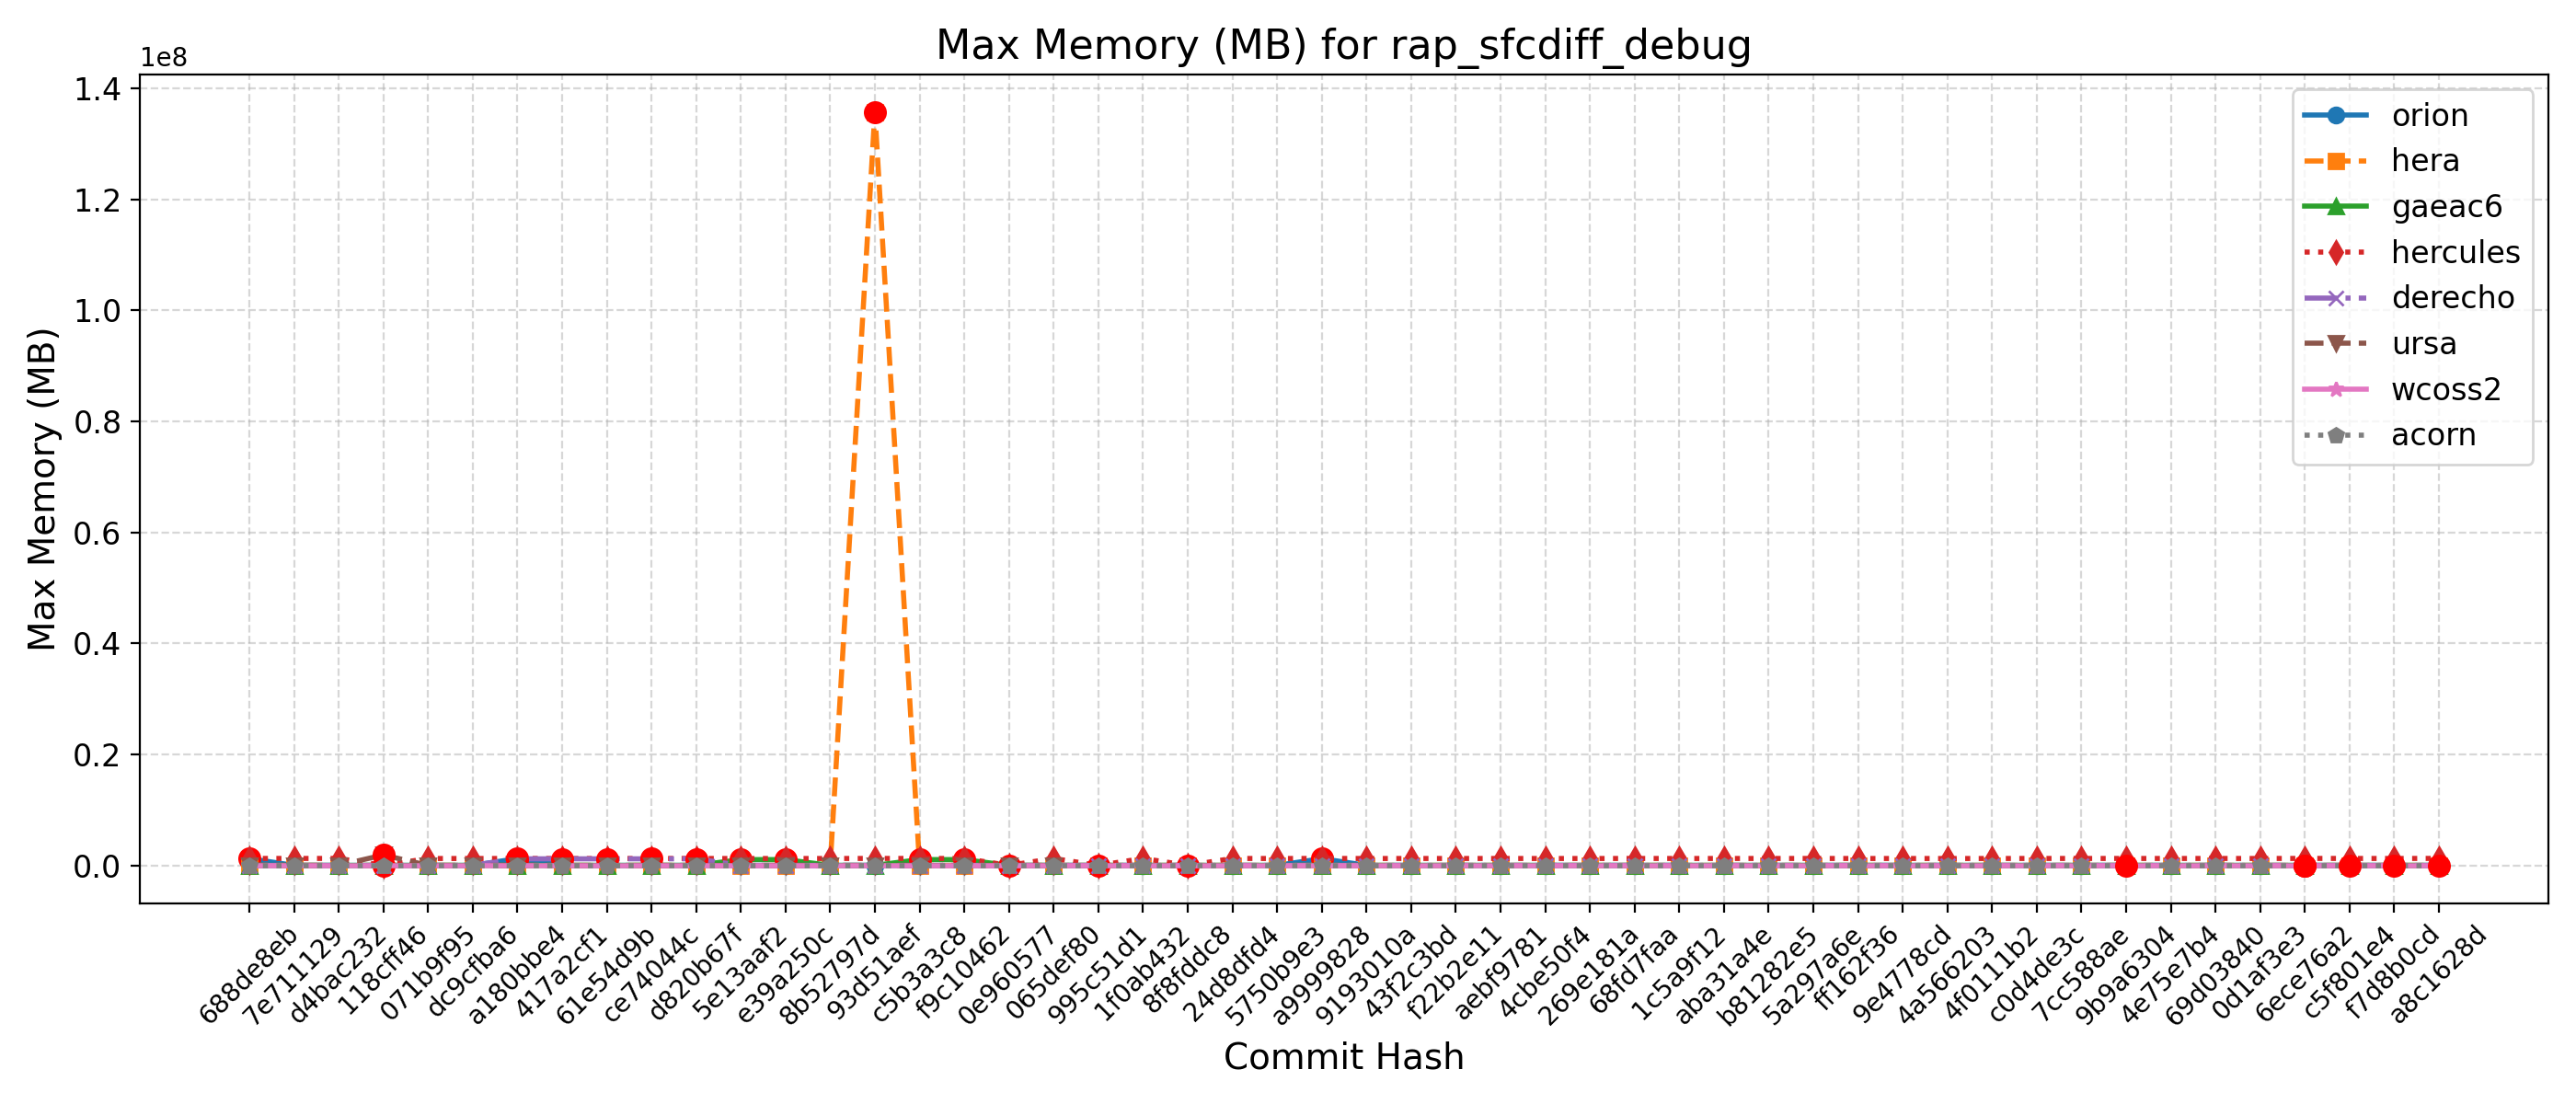 Max Memory (MB) for rap_sfcdiff_debug
1e8
1.4
1.2
1.0
0.8
0.6
0.4
0.2
0.0
Max Memory (MB)
orion
hera
gaeac6
hercules
derecho
ursa
wcoss2
acorn
688de8eb
7e711129
d4bac232
118cff46
071b9f95
dc9cfba6
a180bbe4
417a2cf1
61e54d9b
ce74044c
d820b67f
5e13aaf2
e39a250c
8b52797d
93d51aef
c5b3a3c8
f9c10462
0e960577
065def80
995c51d1
1f0ab432
8f8fddc8
24d8dfd4
5750b9e3
a9999828
9193010a
43f2c3bd
f22b2e11
aebf9781
4cbe50f4
269e181a
68fd7faa
1c5a9f12
aba31a4e
b81282e5
5a297a6e
ff162f36
9e4778cd
4a566203
4f0111b2
c0d4de3c
7cc588ae
9b9a6304
4e75e7b4
69d03840
0d1af3e3
6ece76a2
c5f801e4
f7d8b0cd
a8c1628d
Commit Hash